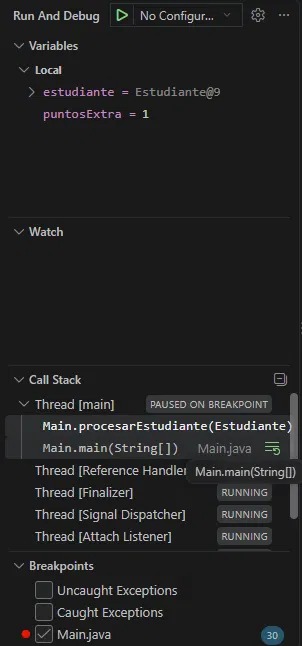 Run And Debug No Configur...
Variables
Local
estudiante = Estudiante@9
puntosExtra = 1
Watch
Call Stack
Thread [main] PAUSED ON BREAKPOINT
Main.procesarEstudiante(Estudiante)
Main.main(String[]) Main.java
Thread [Reference Handler
Main.main(String[])
Thread [Finalizer] RUNNING
Thread [Signal Dispatcher] RUNNING
Thread [Attach Listener] RUNNING
Breakpoints
Uncaught Exceptions
Caught Exceptions
Main.java 30